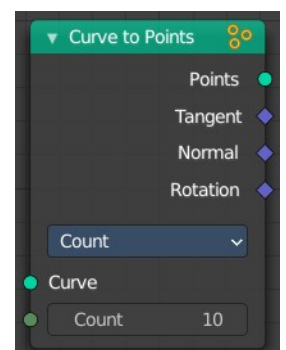 Curve to Points
Points
Tangent
Normal
Rotation
Count
Curve
Count 10